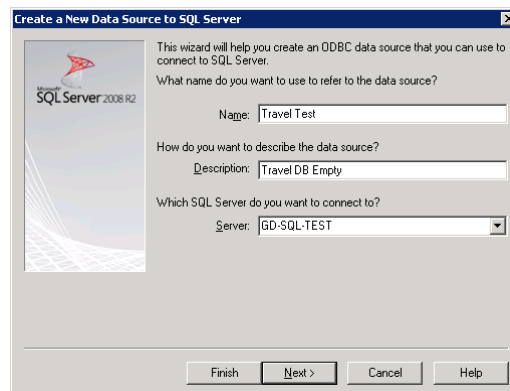 Create a New Data Source to SQL Server
Microsoft
SQL Server 2008 R2
This wizard will help you create an ODBC data source that you can use to
connect to SQL Server.
What name do you want to use to refer to the data source?
Name: Travel Test
How do you want to describe the data source?
Description: Travel DB Empty
Which SQL Server do you want to connect to?
Server: GD-SQL-TEST
Finish Next > Cancel Help